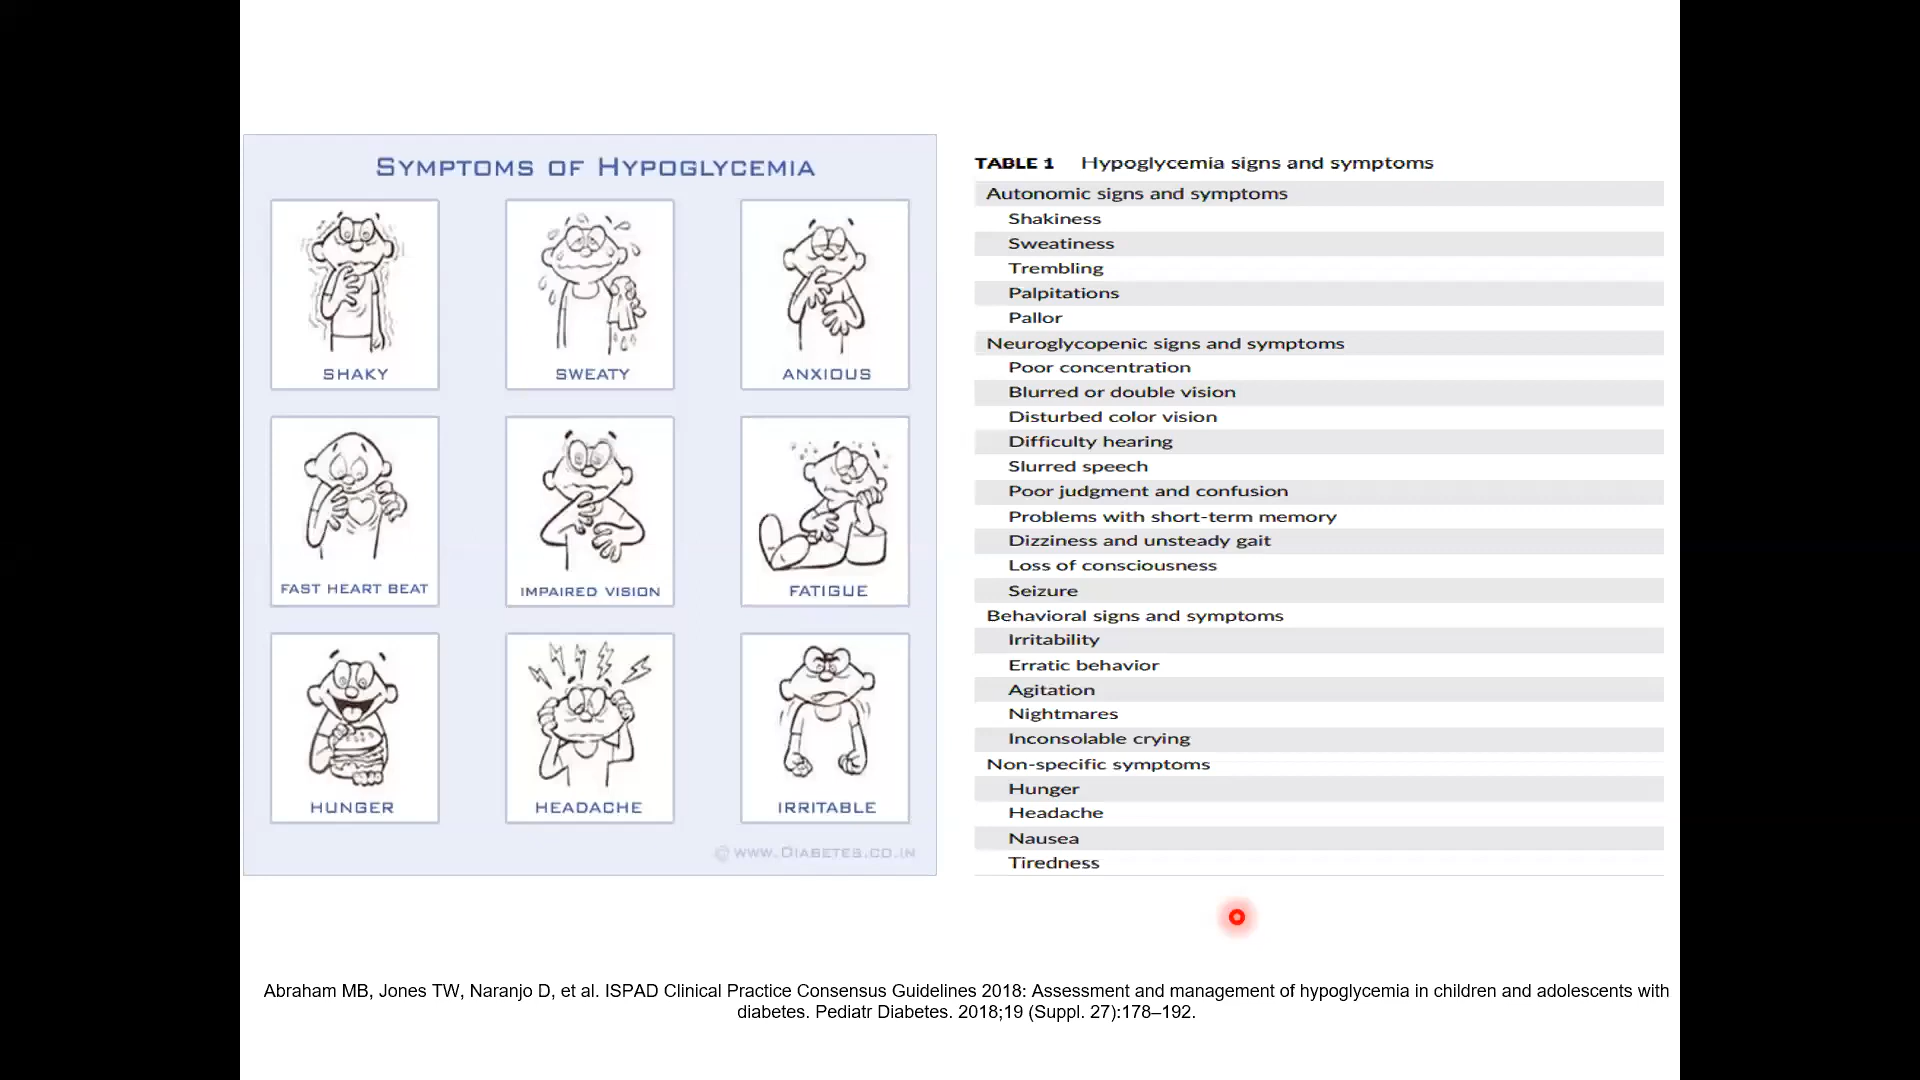 SYMPTOMS OF HYPOGLYCEMIA
SHAKY
SWEATY
ANXIOUS
FAST HEART BEAT
IMPAIRED VISION
FATIGUE
HUNGER
HEADACHE
IRRITABLE
© WWW.DIABETES.CO.IN
TABLE 1 Hypoglycemia signs and symptoms
Autonomic signs and symptoms
Shakiness
Sweatiness
Trembling
Palpitations
Pallor
Neuroglycopenic signs and symptoms
Poor concentration
Blurred or double vision
Disturbed color vision
Difficulty hearing
Slurred speech
Poor judgment and confusion
Problems with short-term memory
Dizziness and unsteady gait
Loss of consciousness
Seizure
Behavioral signs and symptoms
Irritability
Erratic behavior
Agitation
Nightmares
Inconsolable crying
Non-specific symptoms
Hunger
Headache
Nausea
Tiredness
Abraham MB, Jones TW, Naranjo D, et al. ISPAD Clinical Practice Consensus Guidelines 2018: Assessment and management of hypoglycemia in children and adolescents with
diabetes. Pediatr Diabetes. 2018;19 (Suppl. 27):178–192.